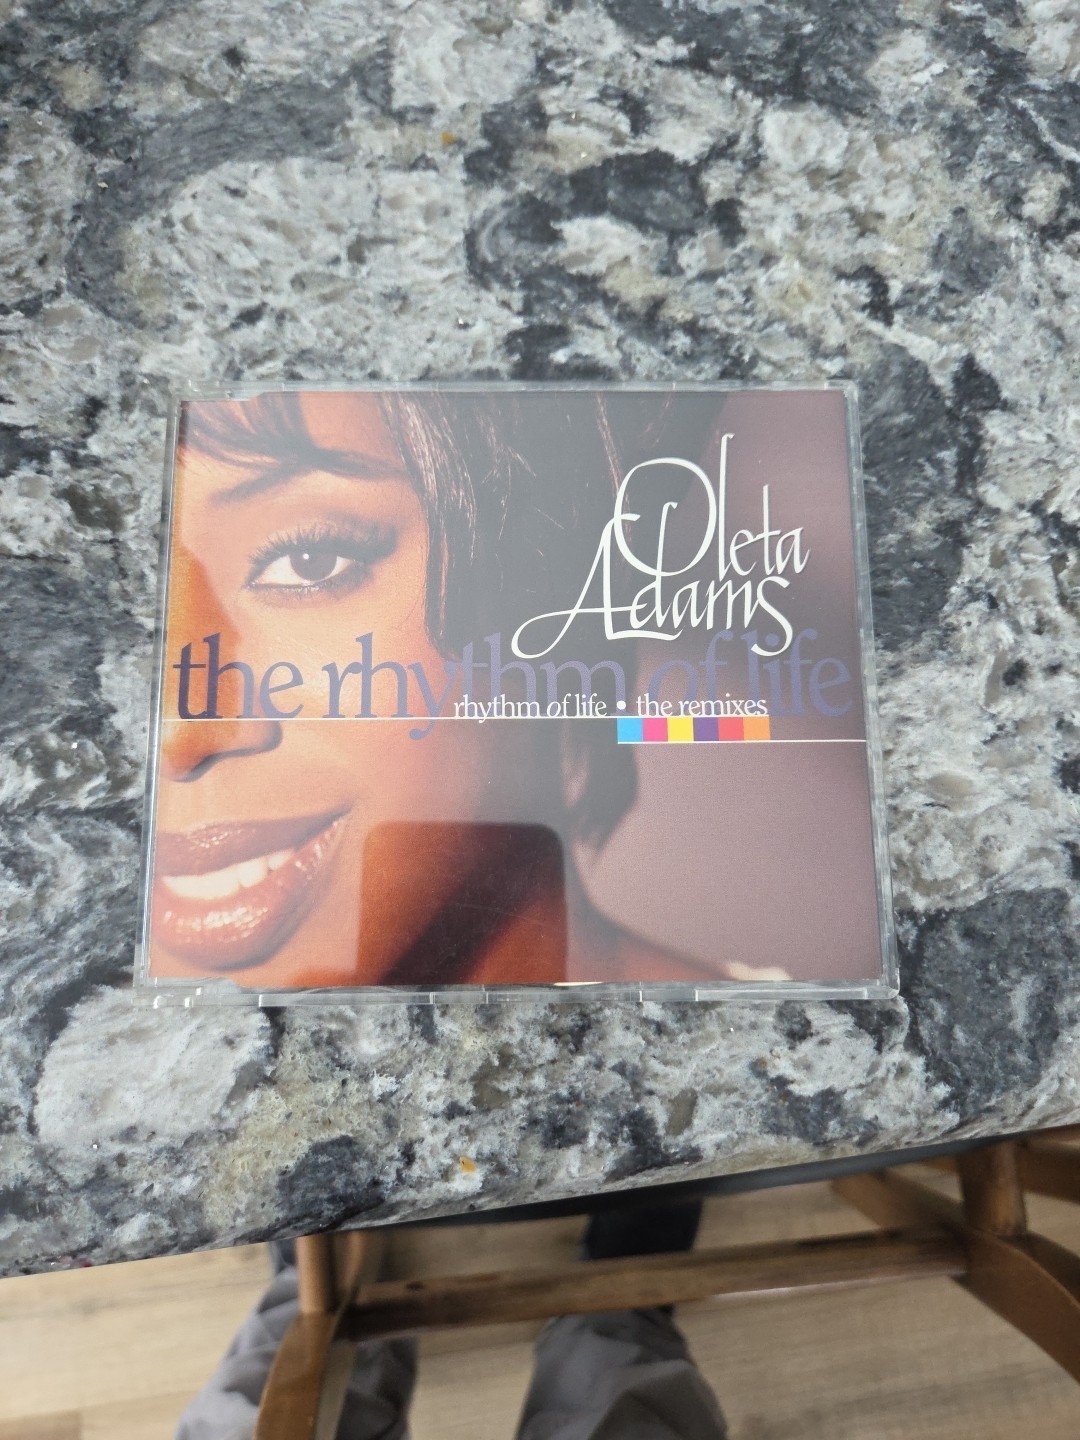 Oleta
Adams
the rhythm of life
rhythm of life • the remixes